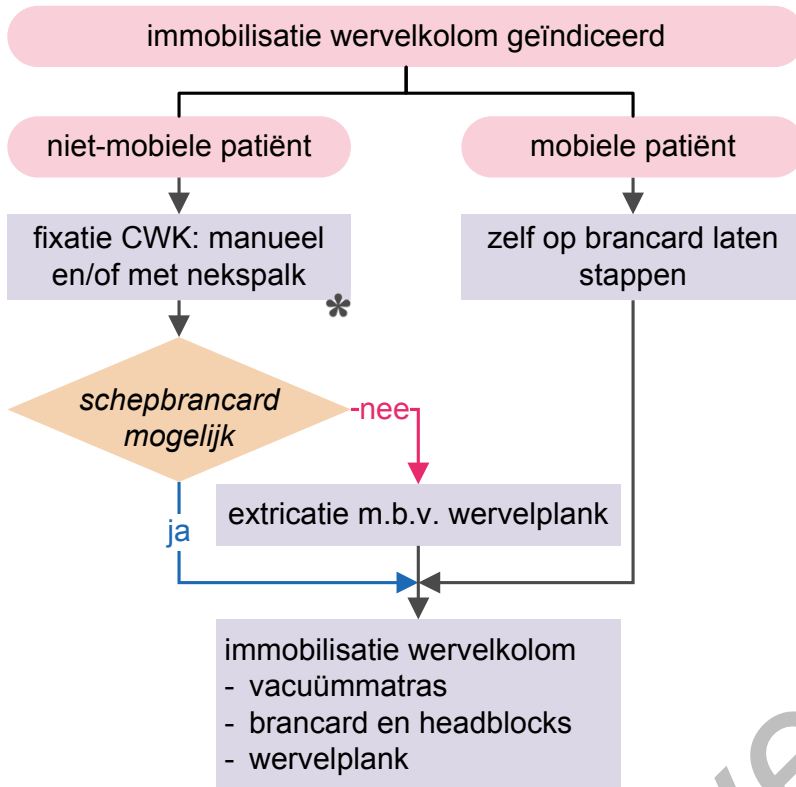 immobilisatie wervelkolom geïndiceerd
niet-mobiele patiënt
mobiele patiënt
fixatie CWK: manueel
en/of met nekspalk
*
zelf op brancard laten
stappen
schepbrancard
mogelijk
nee
extricatie m.b.v. wervelplank
ja
immobilisatie wervelkolom
- vacuümmatras
- brancard en headblocks
- wervelplank